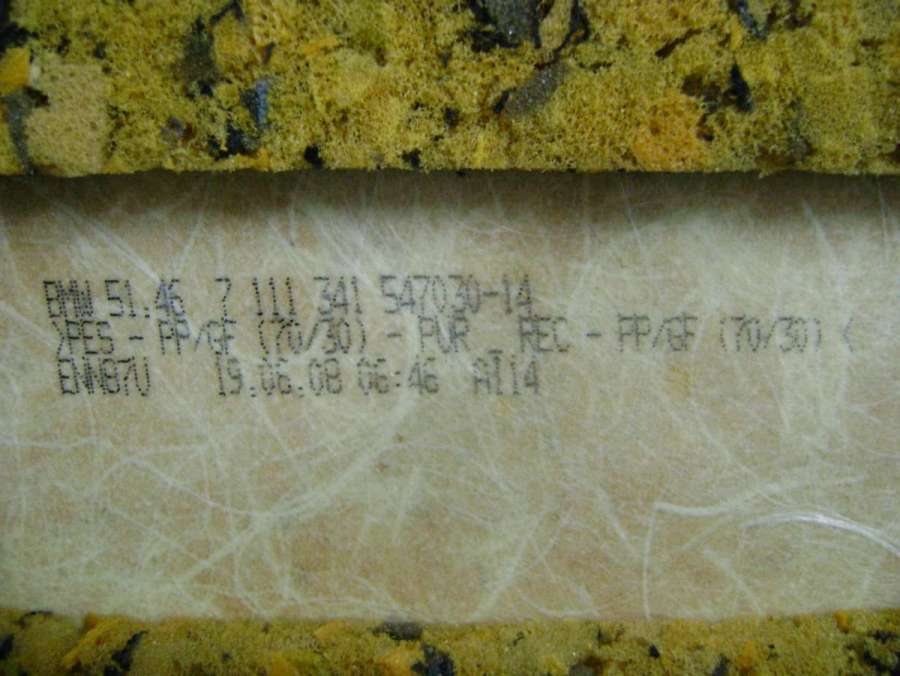 BMW 51.46 7 111 341 547030-14
>PES - PP/GF (70/30) - PUR REC - PP/GF (70/30) <
19.06.08 06:46 AI14